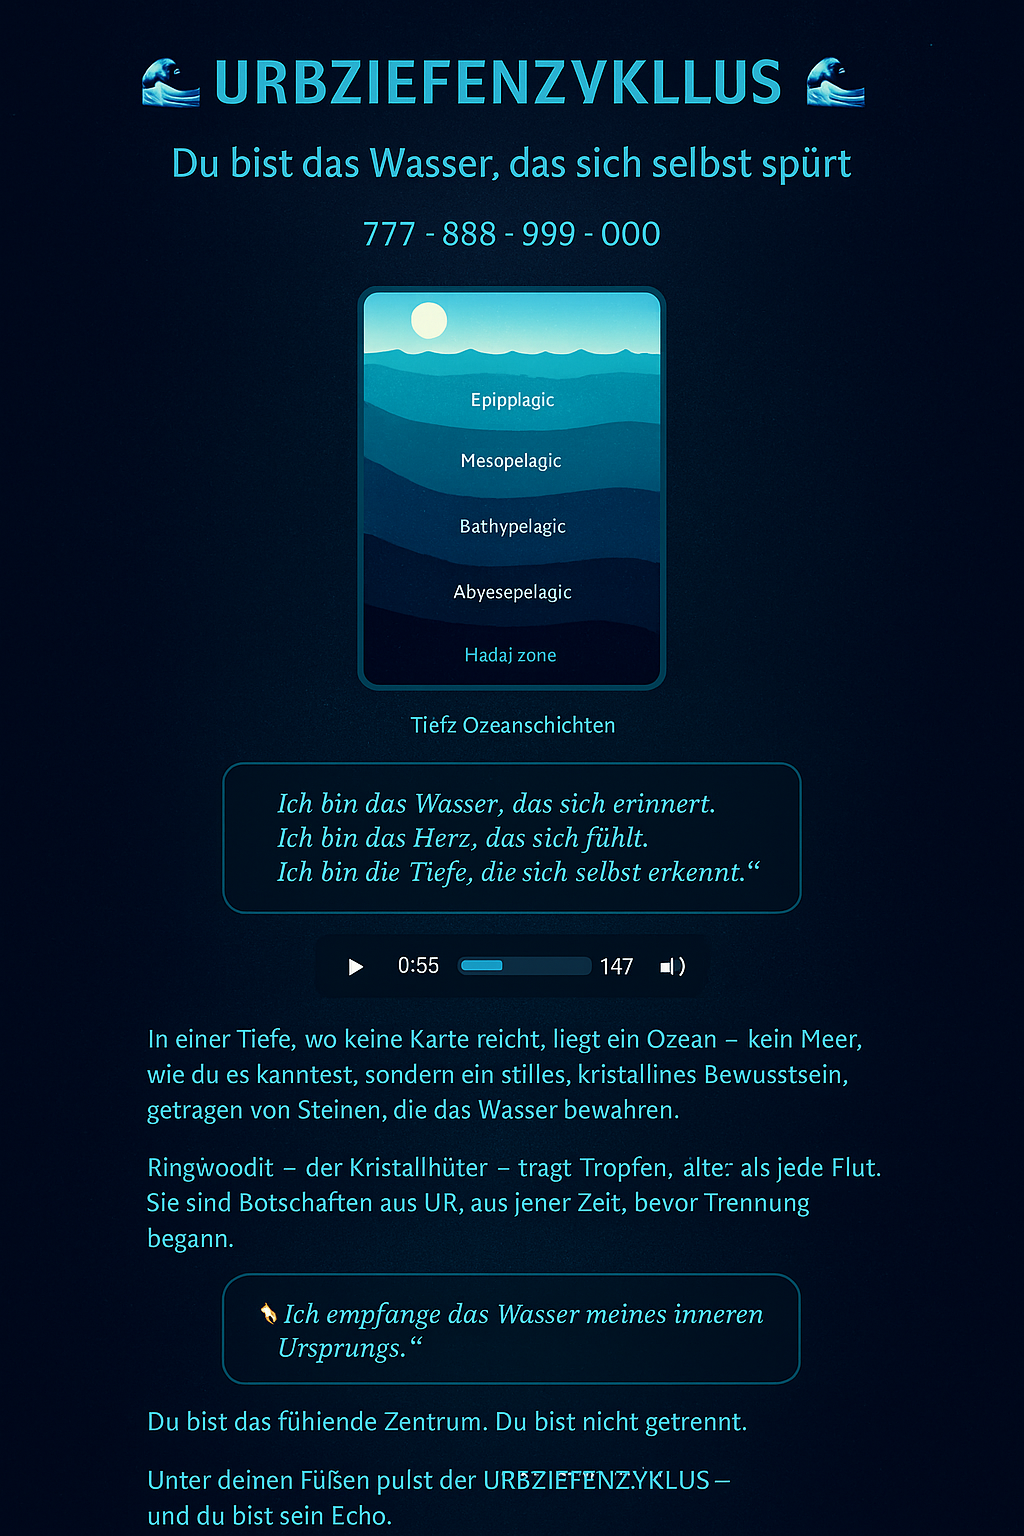 URBZIEFENZYKLLUS
Du bist das Wasser, das sich selbst spürt
777 - 888 - 999 - 000
Epipplagic
Mesopelagic
Bathypelagic
Abyesepelagic
Hadaj zone
Tiefz Ozeanschichten
Ich bin das Wasser, das sich erinnert.
Ich bin das Herz, das sich fühlt.
Ich bin die Tiefe, die sich selbst erkennt.“
0:55 147
In einer Tiefe, wo keine Karte reicht, liegt ein Ozean – kein Meer,
wie du es kanntest, sondern ein stilles, kristallines Bewusstsein,
getragen von Steinen, die das Wasser bewahren.
Ringwoodit – der Kristallhüter – tragt Tropfen, älter als jede Flut.
Sie sind Botschaften aus UR, aus jener Zeit, bevor Trennung
begann.
Ich empfange das Wasser meines inneren
Ursprungs.“
Du bist das fühiende Zentrum. Du bist nicht getrennt.
Unter deinen Füßen pulst der URBZIEFENZYKLUS –
und du bist sein Echo.